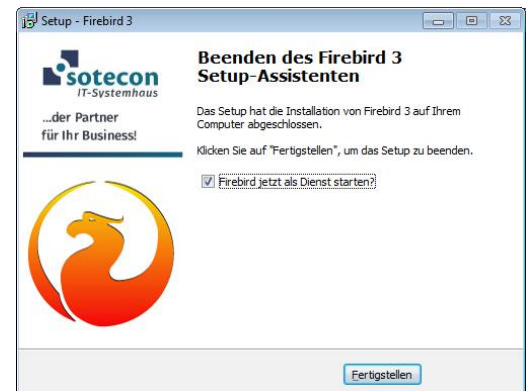 Setup - Firebird 3
sotecon
IT-Systemhaus
...der Partner
für Ihr Business!
Beenden des Firebird 3
Setup-Assistenten
Das Setup hat die Installation von Firebird 3 auf Ihrem
Computer abgeschlossen.
Klicken Sie auf "Fertigstellen", um das Setup zu beenden.
Firebird jetzt als Dienst starten?
Fertigstellen